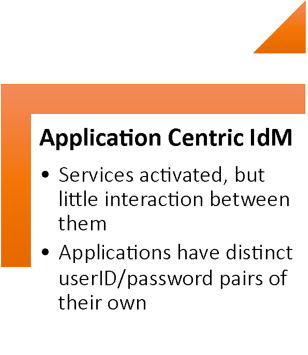 Application Centric IdM
• Services activated, but
little interaction between
them
• Applications have distinct
userID/password pairs of
their own